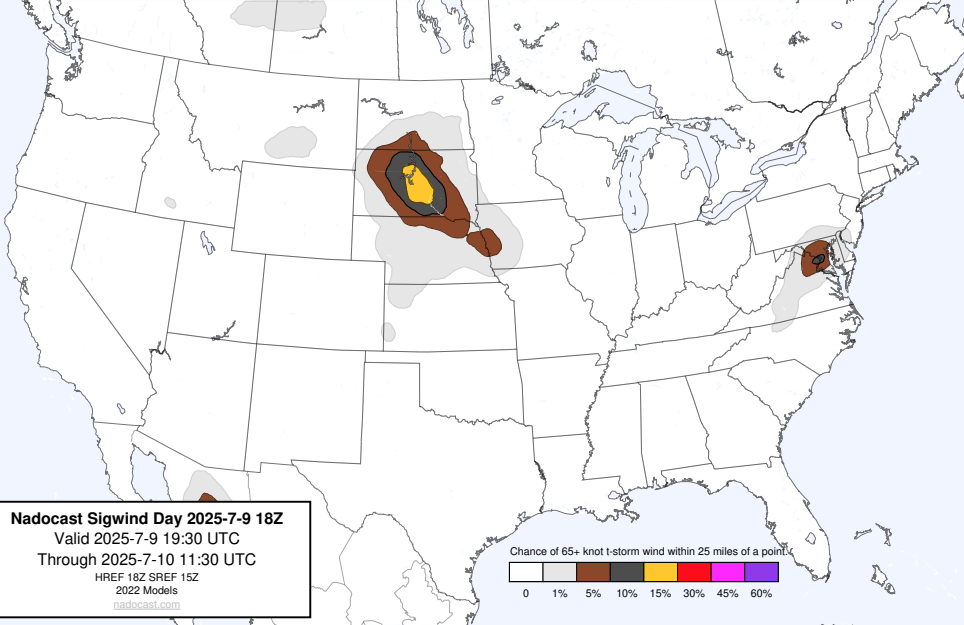 Nadocast Sigwind Day 2025-7-9 18Z
Valid 2025-7-9 19:30 UTC
Through 2025-7-10 11:30 UTC
HREF 18Z SREF 15Z
2022 Models
nadocast.com
Chance of 65+ knot t-storm wind within 25 miles of a point.
0 1% 5% 10% 15% 30% 45% 60%